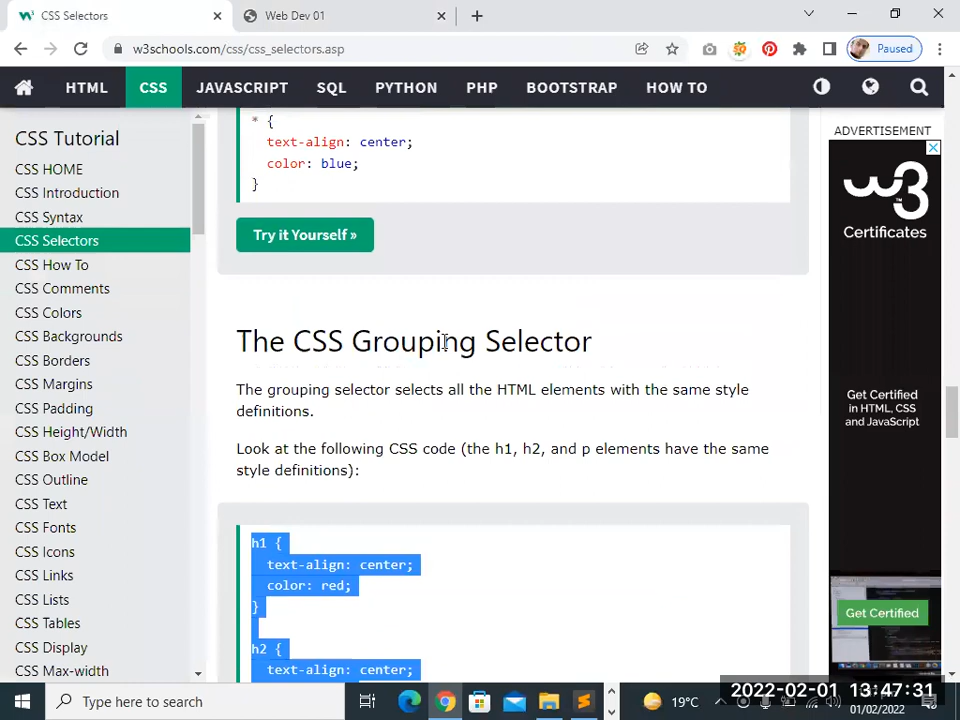 CSS Selectors
Web Dev 01
w3schools.com/css/css_selectors.asp
Paused
HTML
CSS
JAVASCRIPT
SQL
PYTHON
PHP
BOOTSTRAP
HOW TO
CSS Tutorial
CSS HOME
CSS Introduction
CSS Syntax
CSS Selectors
CSS How To
CSS Comments
CSS Colors
CSS Backgrounds
CSS Borders
CSS Margins
CSS Padding
CSS Height/Width
CSS Box Model
CSS Outline
CSS Text
CSS Fonts
CSS Icons
CSS Links
CSS Lists
CSS Tables
CSS Display
CSS Max-width
* {
text-align: center;
color: blue;
}
Try it Yourself »
The CSS Grouping Selector
The grouping selector selects all the HTML elements with the same style
definitions.
Look at the following CSS code (the h1, h2, and p elements have the same
style definitions):
h1 {
text-align: center;
color: red;
}
h2 {
text-align: center;
ADVERTISEMENT
w3
Certificates
Get Certified
in HTML, CSS
and JavaScript
Get Certified
Type here to search
19°C
2022-02-01 13:47:31
01/02/2022